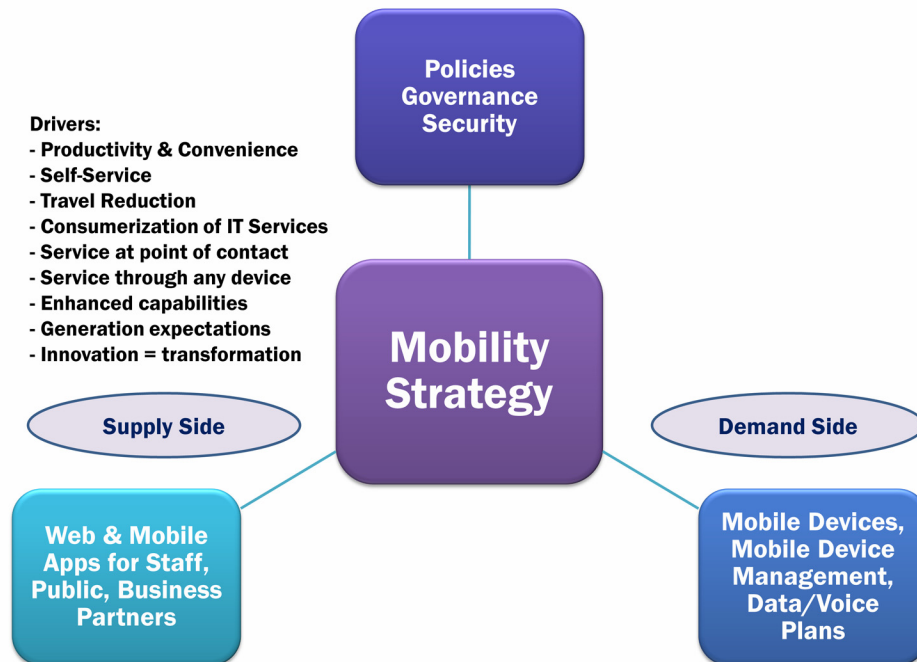 Policies
Governance
Security
Drivers:
- Productivity & Convenience
- Self-Service
- Travel Reduction
- Consumerization of IT Services
- Service at point of contact
- Service through any device
- Enhanced capabilities
- Generation expectations
- Innovation = transformation
Mobility
Strategy
Supply Side
Demand Side
Web & Mobile
Apps for Staff,
Public, Business
Partners
Mobile Devices,
Mobile Device
Management,
Data/Voice
Plans